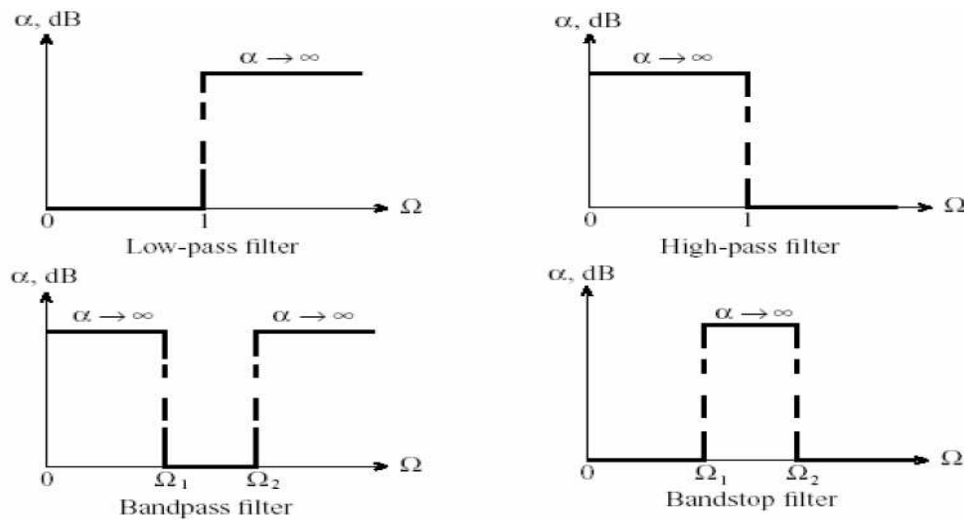 α, dB
α → ∞
0
1
Ω
Low-pass filter
α, dB
α → ∞
0
1
Ω
High-pass filter
α, dB
α → ∞ α → ∞
0
Ω1
Ω2
Ω
Bandpass filter
α, dB
α → ∞
0
Ω1
Ω2
Ω
Bandstop filter